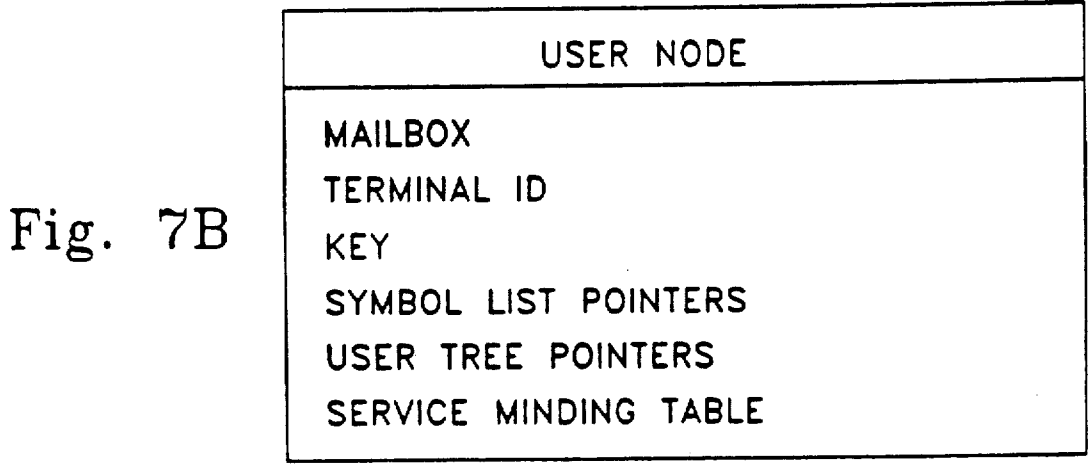 USER NODE
MAILBOX
TERMINAL ID
Fig. 7B
KEY
SYMBOL LIST POINTERS
USER TREE POINTERS
SERVICE MINDING TABLE